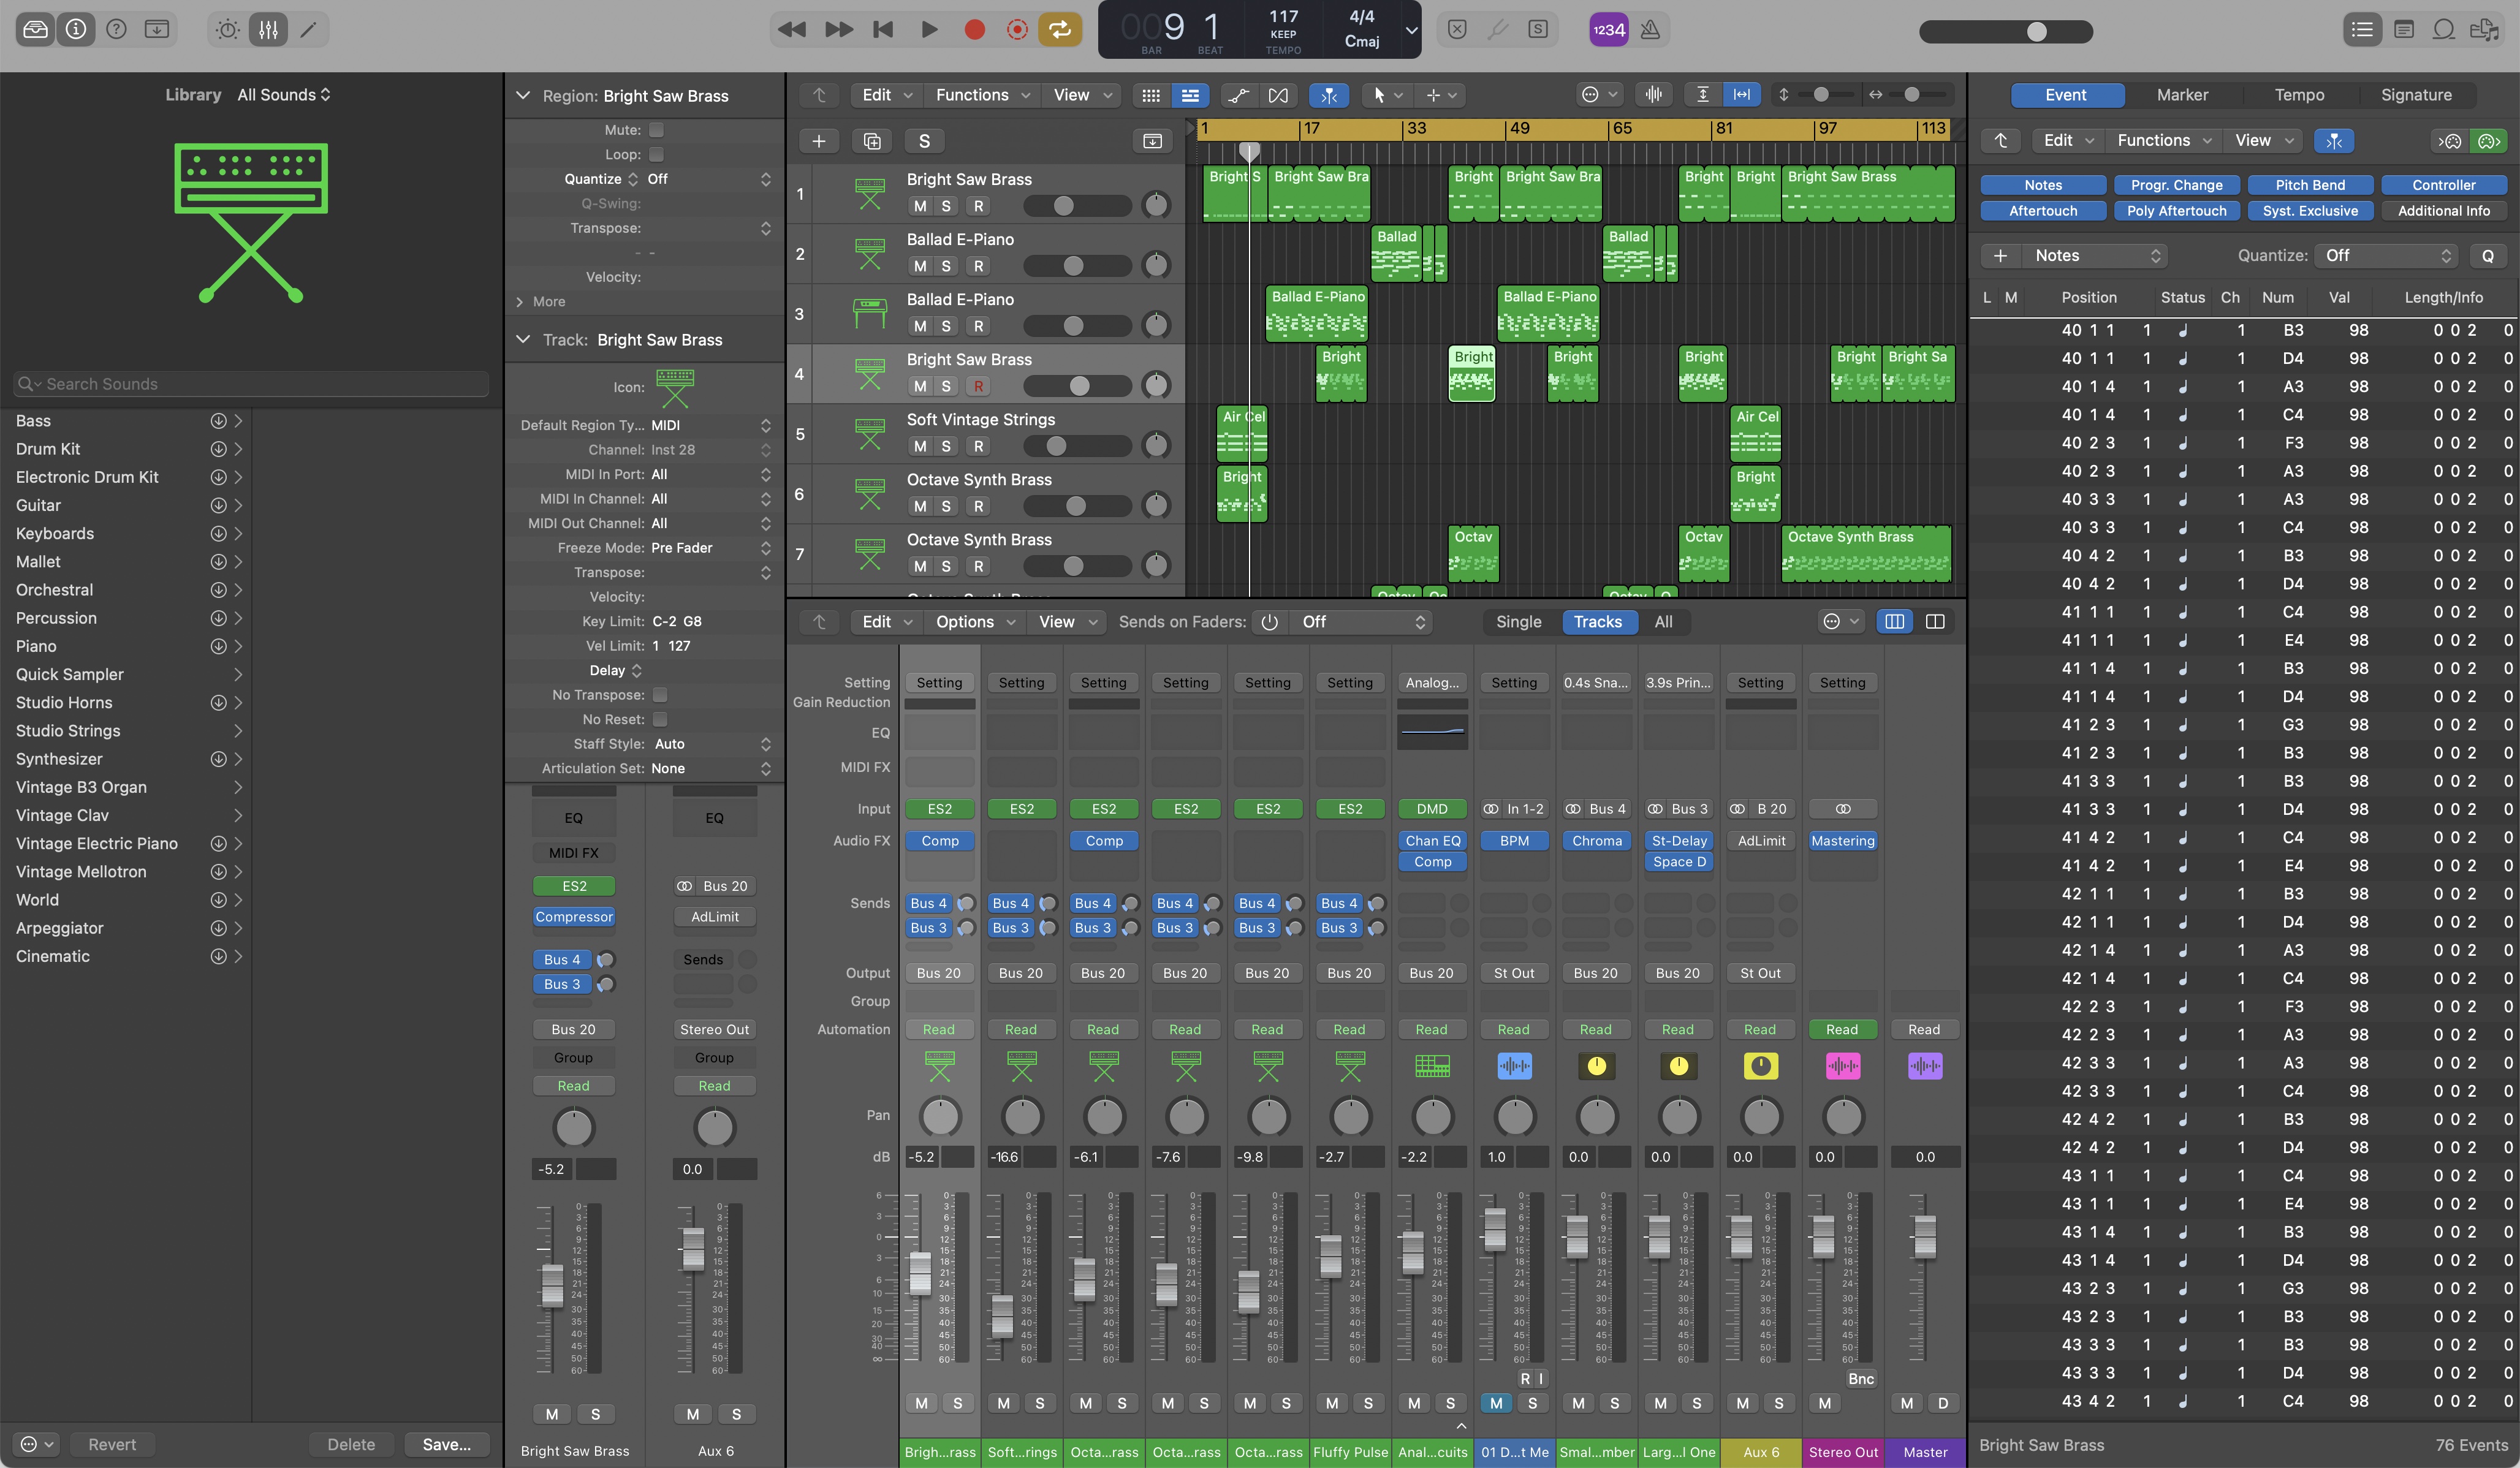 009 1
BAR BEAT
117
KEEP
TEMPO
4/4
Cmaj
S
1234
Library All Sounds
Search Sounds
Bass
Drum Kit
Electronic Drum Kit
Guitar
Keyboards
Mallet
Orchestral
Percussion
Piano
Quick Sampler
Studio Horns
Studio Strings
Synthesizer
Vintage B3 Organ
Vintage Clav
Vintage Electric Piano
Vintage Mellotron
World
Arpeggiator
Cinematic
Revert Delete Save...
Region: Bright Saw Brass
Mute:
Loop:
Quantize Off
Q-Swing:
Transpose:
- -
Velocity:
More
Track: Bright Saw Brass
Icon:
Default Region Ty... MIDI
Channel: Inst 28
MIDI In Port: All
MIDI In Channel: All
MIDI Out Channel: All
Freeze Mode: Pre Fader
Transpose:
Velocity:
Key Limit: C-2 G8
Vel Limit: 1 127
Delay
No Transpose:
No Reset:
Staff Style: Auto
Articulation Set: None
EQ EQ
MIDI FX
ES2 Bus 20
Compressor AdLimit
Bus 4 Sends
Bus 3
Bus 20 Stereo Out
Group Group
Read Read
-5.2 0.0
M S M S
Bright Saw Brass Aux 6
Edit Functions View
S
1 17 33 49 65 81 97 113
1 Bright Saw Brass
M S R
Bright S Bright Saw Bra Bright Bright Saw Bra Bright Bright Bright Saw Brass
2 Ballad E-Piano
M S R
Ballad Ballad
3 Ballad E-Piano
M S R
Ballad E-Piano Ballad E-Piano
4 Bright Saw Brass
M S R
Bright Bright Bright Bright Bright Bright Sa
5 Soft Vintage Strings
M S R
Air Cel Air Cel
6 Octave Synth Brass
M S R
Bright Bright
7 Octave Synth Brass
M S R
Octav Octav Octave Synth Brass
Edit Options View Sends on Faders: Off Single Tracks All
Setting Setting Setting Setting Setting Setting Setting Analog... Setting 0.4s Sna... 3.9s Prin... Setting Setting
Gain Reduction
EQ
MIDI FX
Input ES2 ES2 ES2 ES2 ES2 ES2 DMD In 1-2 Bus 4 Bus 3 B 20
Audio FX Comp Comp Chan EQ BPM Chroma St-Delay AdLimit Mastering
Comp Space D
Sends Bus 4 Bus 4 Bus 4 Bus 4 Bus 4 Bus 4
Bus 3 Bus 3 Bus 3 Bus 3 Bus 3 Bus 3
Output Bus 20 Bus 20 Bus 20 Bus 20 Bus 20 Bus 20 Bus 20 St Out Bus 20 Bus 20 St Out
Group
Automation Read Read Read Read Read Read Read Read Read Read Read Read Read
Pan
dB -5.2 -16.6 -6.1 -7.6 -9.8 -2.7 -2.2 1.0 0.0 0.0 0.0 0.0 0.0
R I Bnc
M S M S M S M S M S M S M S M S M S M S M S M M D
Brigh...rass Soft...rings Octa...rass Octa...rass Octa...rass Fluffy Pulse Anal...cuits 01 D...t Me Smal...mber Larg...l One Aux 6 Stereo Out Master
Event Marker Tempo Signature
Edit Functions View
Notes Progr. Change Pitch Bend Controller
Aftertouch Poly Aftertouch Syst. Exclusive Additional Info
Notes Quantize: Off Q
L M Position Status Ch Num Val Length/Info
40 1 1 1 1 B3 98 0 0 2 0
40 1 1 1 1 D4 98 0 0 2 0
40 1 4 1 1 A3 98 0 0 2 0
40 1 4 1 1 C4 98 0 0 2 0
40 2 3 1 1 F3 98 0 0 2 0
40 2 3 1 1 A3 98 0 0 2 0
40 3 3 1 1 A3 98 0 0 2 0
40 3 3 1 1 C4 98 0 0 2 0
40 4 2 1 1 B3 98 0 0 2 0
40 4 2 1 1 D4 98 0 0 2 0
41 1 1 1 1 C4 98 0 0 2 0
41 1 1 1 1 E4 98 0 0 2 0
41 1 4 1 1 B3 98 0 0 2 0
41 1 4 1 1 D4 98 0 0 2 0
41 2 3 1 1 G3 98 0 0 2 0
41 2 3 1 1 B3 98 0 0 2 0
41 3 3 1 1 B3 98 0 0 2 0
41 3 3 1 1 D4 98 0 0 2 0
41 4 2 1 1 C4 98 0 0 2 0
41 4 2 1 1 E4 98 0 0 2 0
42 1 1 1 1 B3 98 0 0 2 0
42 1 1 1 1 D4 98 0 0 2 0
42 1 4 1 1 A3 98 0 0 2 0
42 1 4 1 1 C4 98 0 0 2 0
42 2 3 1 1 F3 98 0 0 2 0
42 2 3 1 1 A3 98 0 0 2 0
42 3 3 1 1 A3 98 0 0 2 0
42 3 3 1 1 C4 98 0 0 2 0
42 4 2 1 1 B3 98 0 0 2 0
42 4 2 1 1 D4 98 0 0 2 0
43 1 1 1 1 C4 98 0 0 2 0
43 1 1 1 1 E4 98 0 0 2 0
43 1 4 1 1 B3 98 0 0 2 0
43 1 4 1 1 D4 98 0 0 2 0
43 2 3 1 1 G3 98 0 0 2 0
43 2 3 1 1 B3 98 0 0 2 0
43 3 3 1 1 B3 98 0 0 2 0
43 3 3 1 1 D4 98 0 0 2 0
43 4 2 1 1 C4 98 0 0 2 0
Bright Saw Brass 76 Events